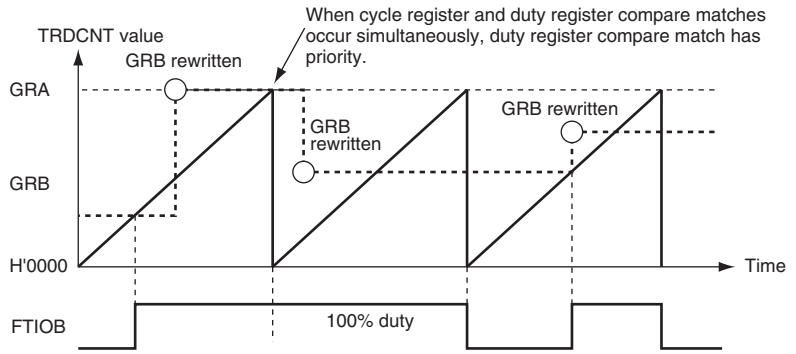 When cycle register and duty register compare matches
occur simultaneously, duty register compare match has
priority.
TRDCNT value
GRB rewritten
GRA
GRB rewritten
GRB
rewritten
GRB
H'0000
Time
FTIOB
100% duty